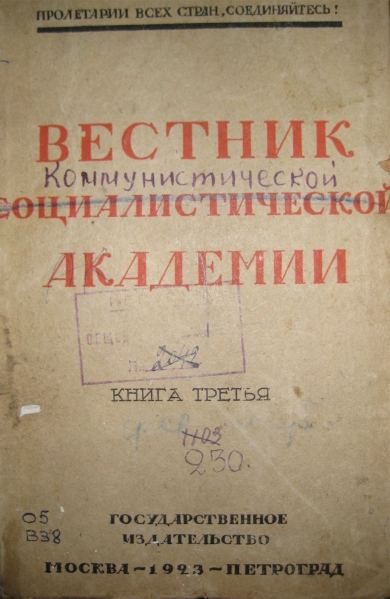 ПРОЛЕТАРИИ ВСЕХ СТРАН, СОЕДИНЯЙТЕСЬ!
ВЕСТНИК
Коммунистической
СОЦИАЛИСТИЧЕСКОЙ
АКАДЕМИИ
КНИГА ТРЕТЬЯ
1103
230.
05
В38
ГОСУДАРСТВЕННОЕ
ИЗДАТЕЛЬСТВО
МОСКВА — 1923 — ПЕТРОГРАД